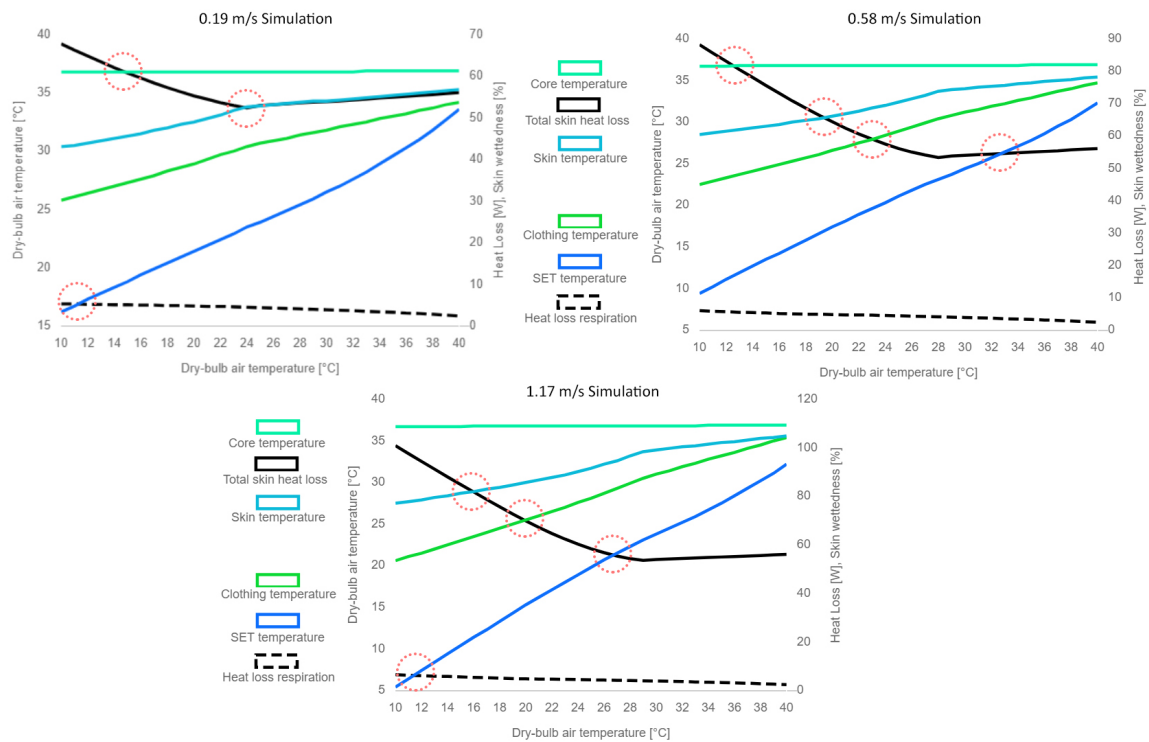 0.19 m/s Simulation
40
35
30
25
20
15
70
60
50
40
30
20
10
0
10 12 14 16 18 20 22 24 26 28 30 32 34 36 38 40
Dry-bulb air temperature [°C]
Dry-bulb air temperature [°C]
Heat Loss [W], Skin wettedness [%]
Core temperature
Total skin heat loss
Skin temperature
Clothing temperature
SET temperature
Heat loss respiration
0.58 m/s Simulation
40
35
30
25
20
15
10
5
90
80
70
60
50
40
30
20
10
0
10 12 14 16 18 20 22 24 26 28 30 32 34 36 38 40
Dry-bulb air temperature [°C]
Dry-bulb air temperature [°C]
Heat Loss [W], Skin wettedness [%]
1.17 m/s Simulation
Core temperature
Total skin heat loss
Skin temperature
Clothing temperature
SET temperature
Heat loss respiration
40
35
30
25
20
15
10
5
120
100
80
60
40
20
0
10 12 14 16 18 20 22 24 26 28 30 32 34 36 38 40
Dry-bulb air temperature [°C]
Dry-bulb air temperature [°C]
Heat Loss [W], Skin wettedness [%]